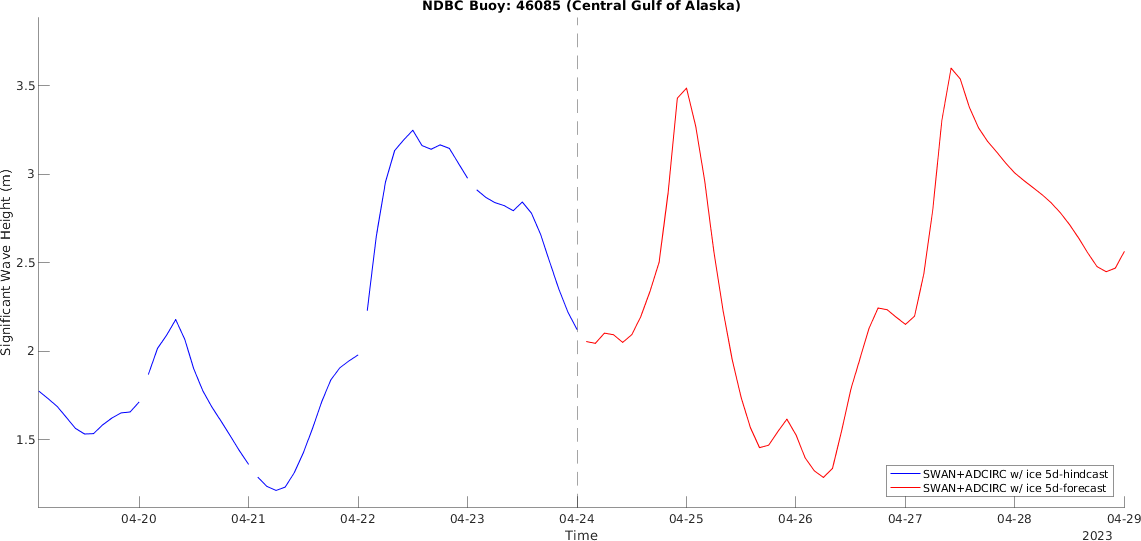 NDBC Buoy: 46085 (Central Gulf of Alaska)
Significant Wave Height (m)
3.5
3
2.5
2
1.5
04-20 04-21 04-22 04-23 04-24 04-25 04-26 04-27 04-28 04-29
Time
2023
SWAN+ADCIRC w/ ice 5d-hindcast
SWAN+ADCIRC w/ ice 5d-forecast